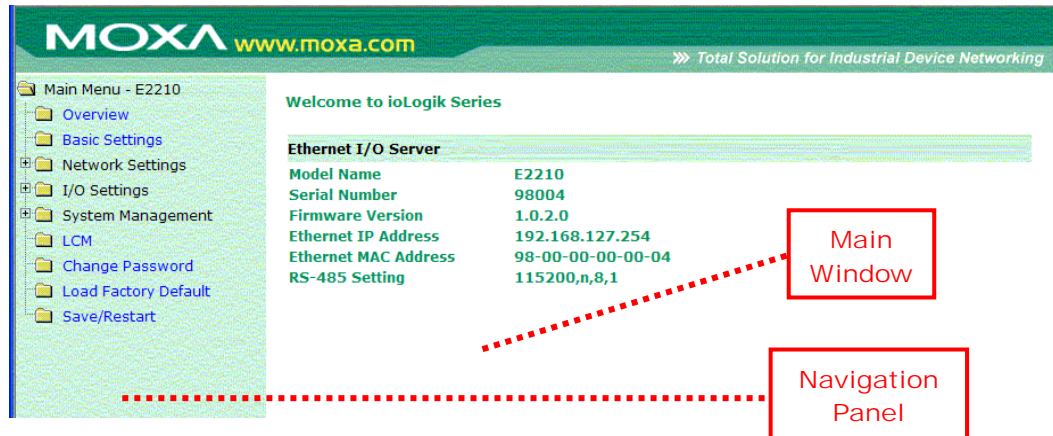 MOXA www.moxa.com
Total Solution for Industrial Device Networking
Main Menu - E2210
Overview
Basic Settings
Network Settings
I/O Settings
System Management
LCM
Change Password
Load Factory Default
Save/Restart
Welcome to ioLogik Series
Ethernet I/O Server
Model Name E2210
Serial Number 98004
Firmware Version 1.0.2.0
Ethernet IP Address 192.168.127.254
Ethernet MAC Address 98-00-00-00-00-04
RS-485 Setting 115200,n,8,1
Main
Window
Navigation
Panel